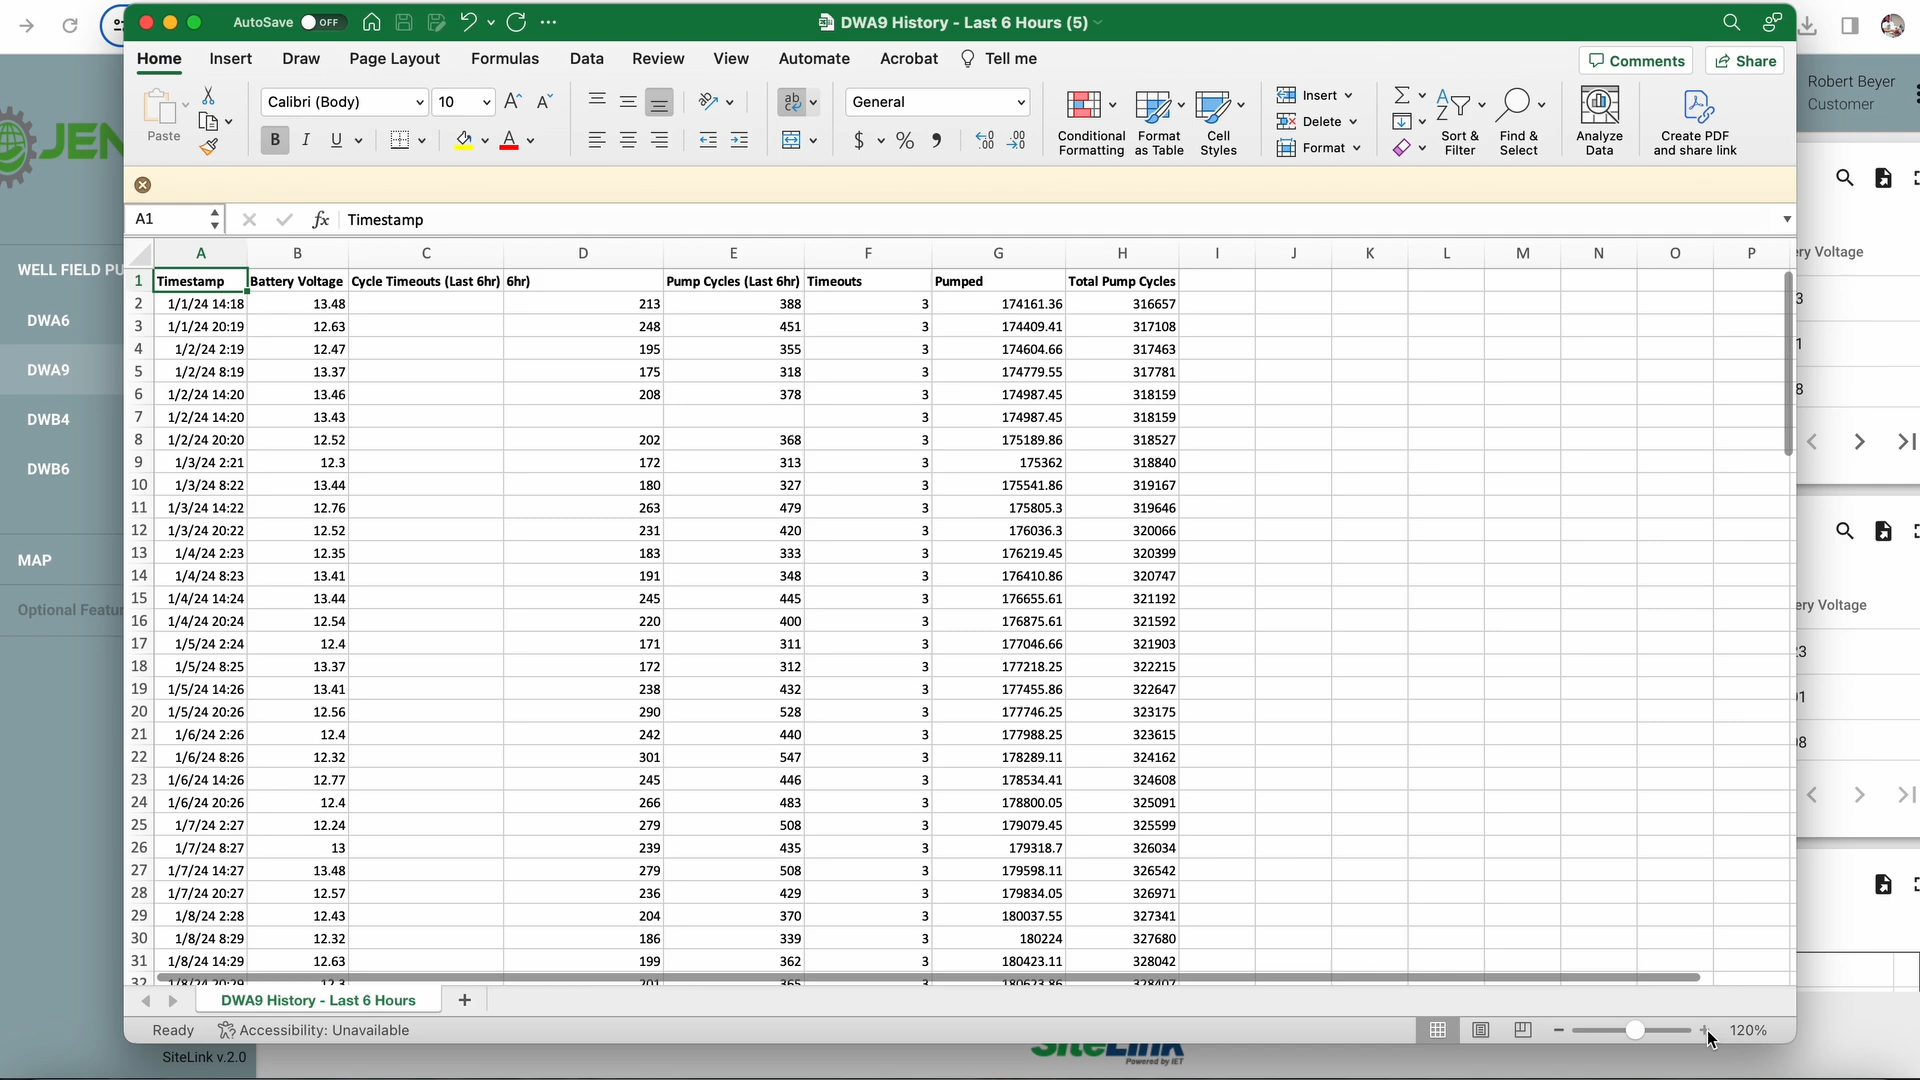 AutoSave OFF DWA9 History - Last 6 Hours (5)
Home Insert Draw Page Layout Formulas Data Review View Automate Acrobat Tell me Comments Share
Paste Calibri (Body) 10 General
Conditional Formatting Format as Table Cell Styles Insert Delete Format Sort & Filter Find & Select Analyze Data Create PDF and share link
A1 fx Timestamp
A B C D E F G H I J K L M N O P
1 Timestamp Battery Voltage Cycle Timeouts (Last 6hr) 6hr) Pump Cycles (Last 6hr) Timeouts Pumped Total Pump Cycles
2 1/1/24 14:18 13.48 213 388 3 174161.36 316657
3 1/1/24 20:19 12.63 248 451 3 174409.41 317108
4 1/2/24 2:19 12.47 195 355 3 174604.66 317463
5 1/2/24 8:19 13.37 175 318 3 174779.55 317781
6 1/2/24 14:20 13.46 208 378 3 174987.45 318159
7 1/2/24 14:20 13.43 3 174987.45 318159
8 1/2/24 20:20 12.52 202 368 3 175189.86 318527
9 1/3/24 2:21 12.3 172 313 3 175362 318840
10 1/3/24 8:22 13.44 180 327 3 175541.86 319167
11 1/3/24 14:22 12.76 263 479 3 175805.3 319646
12 1/3/24 20:22 12.52 231 420 3 176036.3 320066
13 1/4/24 2:23 12.35 183 333 3 176219.45 320399
14 1/4/24 8:23 13.41 191 348 3 176410.86 320747
15 1/4/24 14:24 13.44 245 445 3 176655.61 321192
16 1/4/24 20:24 12.54 220 400 3 176875.61 321592
17 1/5/24 2:24 12.4 171 311 3 177046.66 321903
18 1/5/24 8:25 13.37 172 312 3 177218.25 322215
19 1/5/24 14:26 13.41 238 432 3 177455.86 322647
20 1/5/24 20:26 12.56 290 528 3 177746.25 323175
21 1/6/24 2:26 12.4 242 440 3 177988.25 323615
22 1/6/24 8:26 12.32 301 547 3 178289.11 324162
23 1/6/24 14:26 12.77 245 446 3 178534.41 324608
24 1/6/24 20:26 12.4 266 483 3 178800.05 325091
25 1/7/24 2:27 12.24 279 508 3 179079.45 325599
26 1/7/24 8:27 13 239 435 3 179318.7 326034
27 1/7/24 14:27 13.48 279 508 3 179598.11 326542
28 1/7/24 20:27 12.57 236 429 3 179834.05 326971
29 1/8/24 2:28 12.43 204 370 3 180037.55 327341
30 1/8/24 8:29 12.32 186 339 3 180224 327680
31 1/8/24 14:29 12.63 199 362 3 180423.11 328042
32 1/8/24 20:29 12.3 201 365 3 180623.86 328407
DWA9 History - Last 6 Hours
Ready Accessibility: Unavailable 120%
JEN
WELL FIELD PU
DWA6
DWA9
DWB4
DWB6
MAP
Optional Featur
SiteLink v.2.0
SiteLink
Powered by IET
Robert Beyer
Customer
ery Voltage
3
1
8
ery Voltage
23
1
08